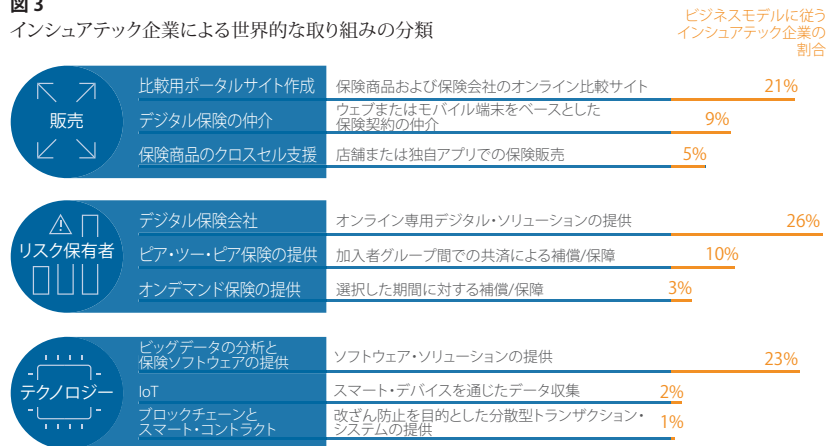 図 3
インシュアテック企業による世界的な取り組みの分類
ビジネスモデルに従う
インシュアテック企業の
割合
販売
比較用ポータルサイト作成
保険商品および保険会社のオンライン比較サイト
21%
デジタル保険の仲介
ウェブまたはモバイル端末をベースとした
保険契約の仲介
9%
保険商品のクロスセル支援
店舗または独自アプリでの保険販売
5%
リスク保有者
デジタル保険会社
オンライン専用デジタル・ソリューションの提供
26%
ピア・ツー・ピア保険の提供
加入者グループ間での共済による補償/保障
10%
オンデマンド保険の提供
選択した期間に対する補償/保障
3%
テクノロジー
ビッグデータの分析と
保険ソフトウェアの提供
ソフトウェア・ソリューションの提供
23%
IoT
スマート・デバイスを通じたデータ収集
2%
ブロックチェーンと
スマート・コントラクト
改ざん防止を目的とした分散型トランザクション・
システムの提供
1%